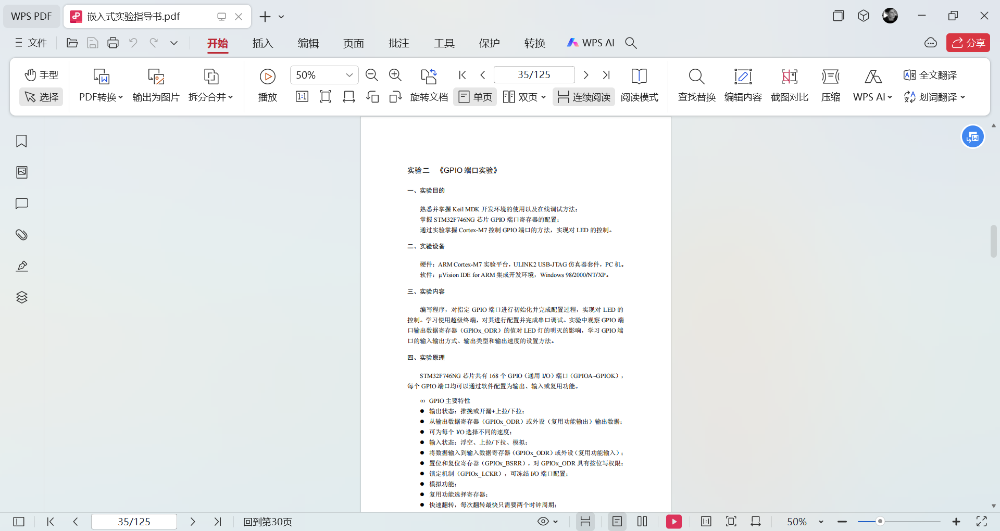 WPS PDF
嵌入式实验指导书.pdf
文件
开始
插入
编辑
页面
批注
工具
保护
转换
WPS AI
分享
手型
选择
PDF转换
输出为图片
拆分合并
播放
50%
35/125
旋转文档
单页
双页
连续阅读
阅读模式
查找替换
编辑内容
截图对比
压缩
WPS AI
全文翻译
划词翻译
实验二 《GPIO 端口实验》
一、实验目的
熟悉并掌握 Keil MDK 开发环境的使用以及在线调试方法；
掌握 STM32F746NG 芯片 GPIO 端口寄存器的配置；
通过实验掌握 Cortex-M7 控制 GPIO 端口的方法，实现对 LED 的控制。
二、实验设备
硬件：ARM Cortex-M7 实验平台，ULINK2 USB-JTAG 仿真器套件，PC 机。
软件：μVision IDE for ARM 集成开发环境，Windows 98/2000/NT/XP。
三、实验内容
编写程序，对指定 GPIO 端口进行初始化并完成配置过程，实现对 LED 的
控制。学习使用超级终端，对其进行配置并完成串口调试。实验中观察 GPIO 端
口输出数据寄存器（GPIOx_ODR）的值对 LED 灯的明灭的影响，学习 GPIO 端
口的输入输出方式、输出类型和输出速度的设置方法。
四、实验原理
STM32F746NG 芯片共有 168 个 GPIO（通用 I/O）端口（GPIOA~GPIOK），
每个 GPIO 端口均可以通过软件配置为输出、输入或复用功能。
(1) GPIO 主要特性
● 输出状态：推挽或开漏+上拉/下拉；
● 从输出数据寄存器（GPIOx_ODR）或外设（复用功能输出）输出数据；
● 可为每个 I/O 选择不同的速度；
● 输入状态：浮空、上拉/下拉、模拟；
● 将数据输入到输入数据寄存器（GPIOx_ODR）或外设（复用功能输入）；
● 置位和复位寄存器（GPIOx_BSRR），对 GPIOx_ODR 具有按位写权限；
● 锁定机制（GPIOx_LCKR），可冻结 I/O 端口配置；
● 模拟功能；
● 复用功能选择寄存器；
● 快速翻转，每次翻转最快只需要两个时钟周期；
35/125
回到第30页
50%